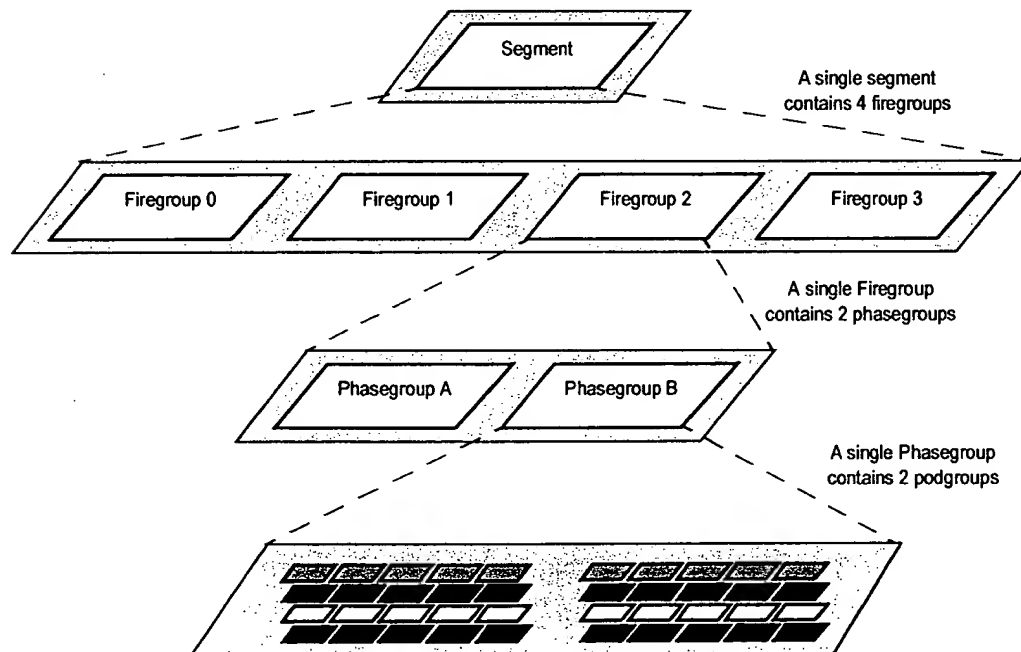 Segment
A single segment
contains 4 firegroups
Firegroup 0
Firegroup 1
Firegroup 2
Firegroup 3
A single Firegroup
contains 2 phasegroups
Phasegroup A
Phasegroup B
A single Phasegroup
contains 2 podgroups